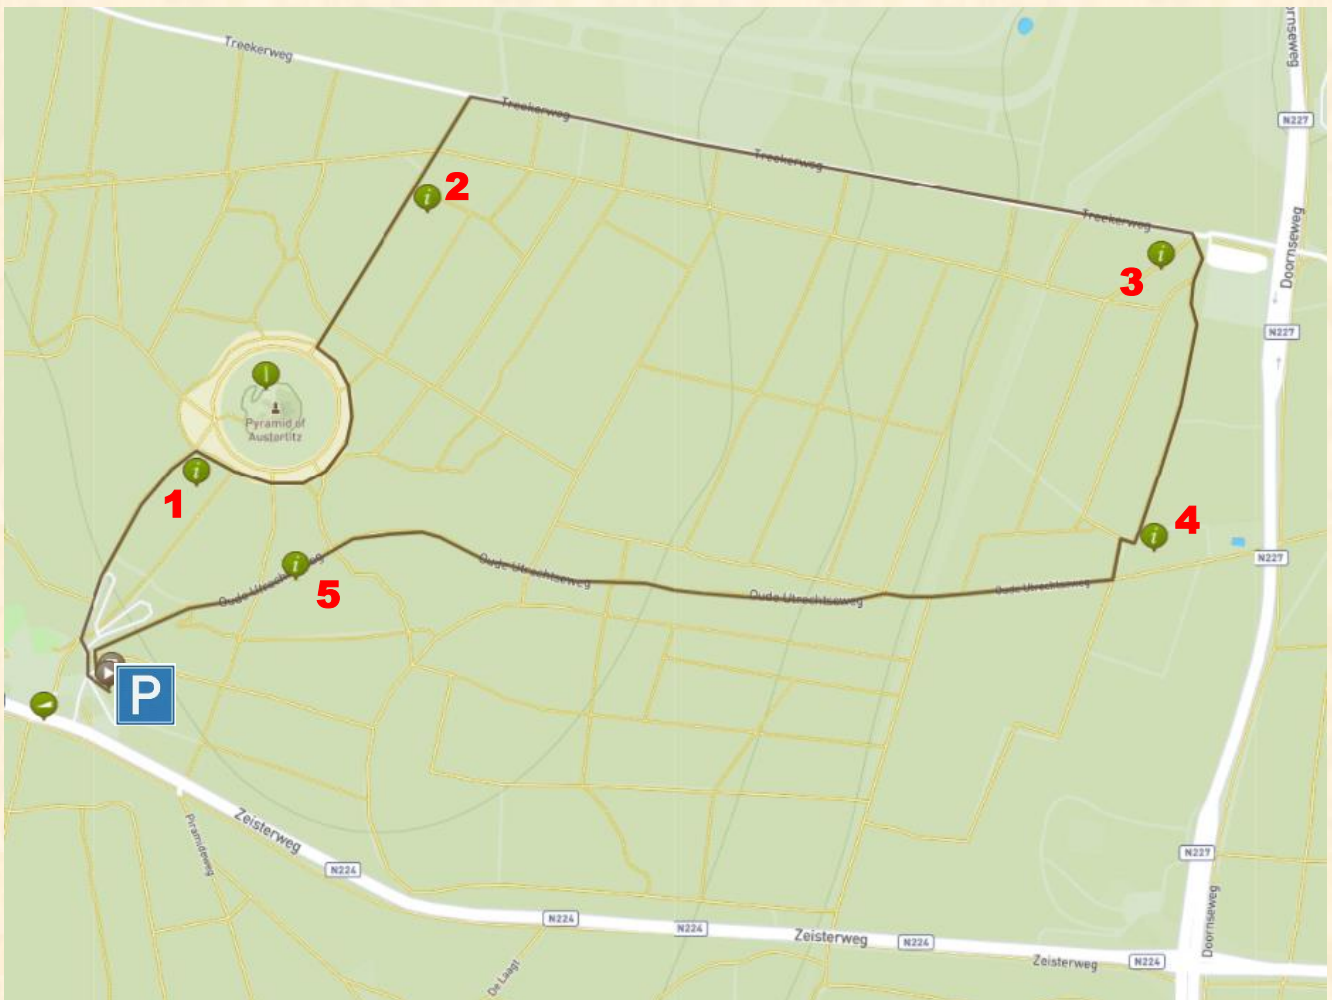 Treekerweg
Treekerweg
Treekerweg
Treekerweg
Doornseweg
N227
2
Doornseweg
3
N227
Pyramid of
Austerlitz
1
4
Oude Utrechtseweg
Oude Utrechtseweg
N227
5
Oude Utrechtseweg
Oude Utrechtseweg
P
Zeisterweg
Piramideweg
N224
N227
N224
N224
Zeisterweg
N224
Doornseweg
Zeisterweg
N224
De Laagt